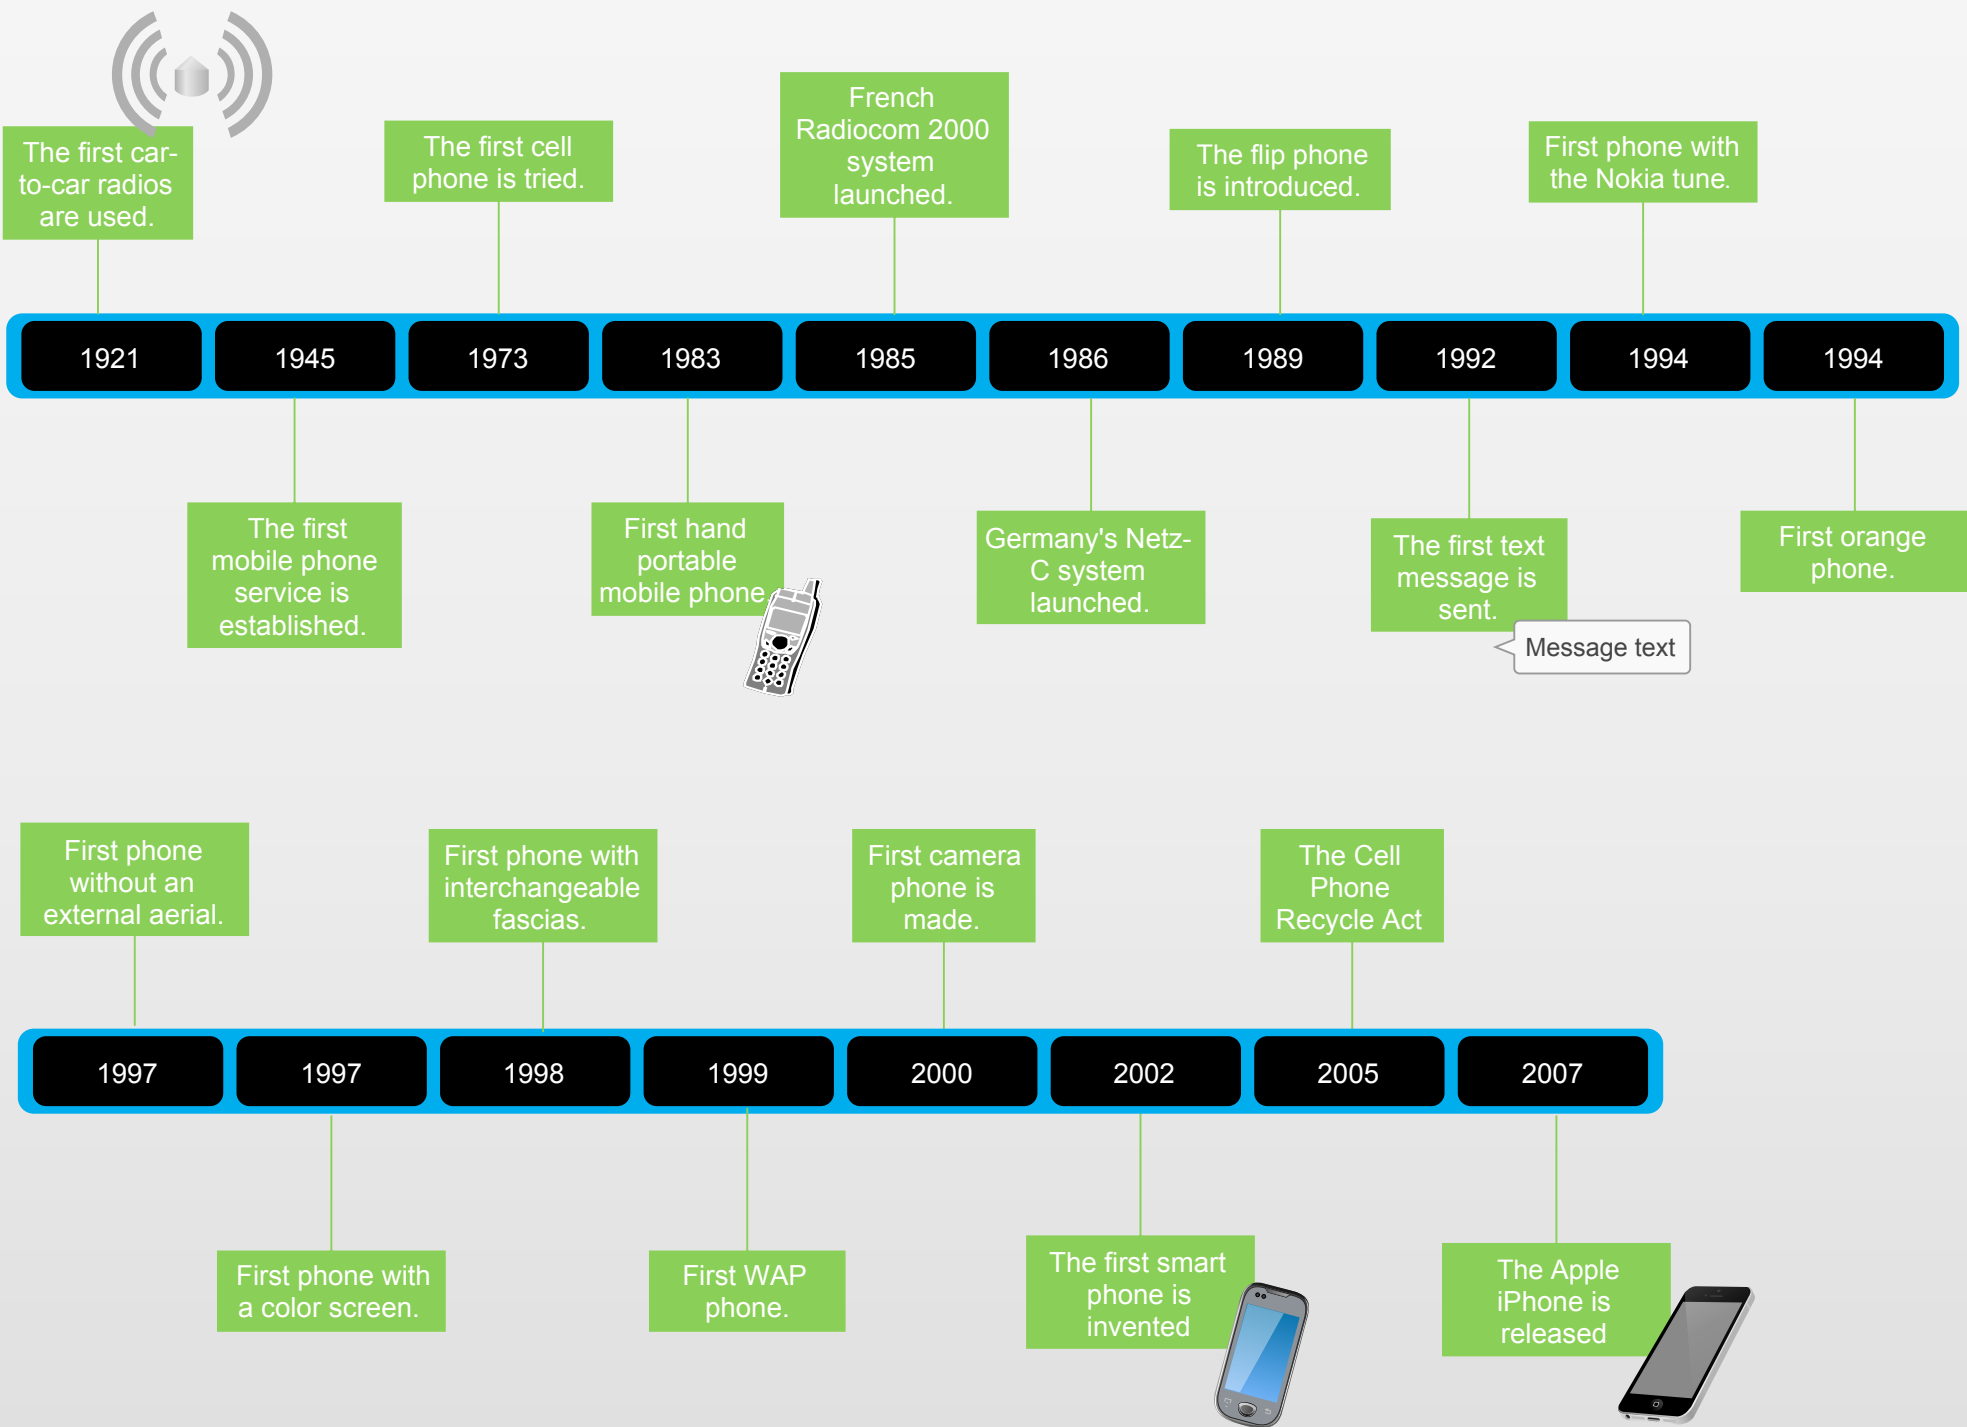 The first car-
to-car radios
are used.
The first cell
phone is tried.
French
Radiocom 2000
system
launched.
The flip phone
is introduced.
First phone with
the Nokia tune.
1921
1945
1973
1983
1985
1986
1989
1992
1994
1994
The first
mobile phone
service is
established.
First hand
portable
mobile phone.
Germany's Netz-
C system
launched.
The first text
message is
sent.
Message text
First orange
phone.
First phone
without an
external aerial.
First phone with
interchangeable
fascias.
First camera
phone is
made.
The Cell
Phone
Recycle Act
1997
1997
1998
1999
2000
2002
2005
2007
First phone with
a color screen.
First WAP
phone.
The first smart
phone is
invented
The Apple
iPhone is
released